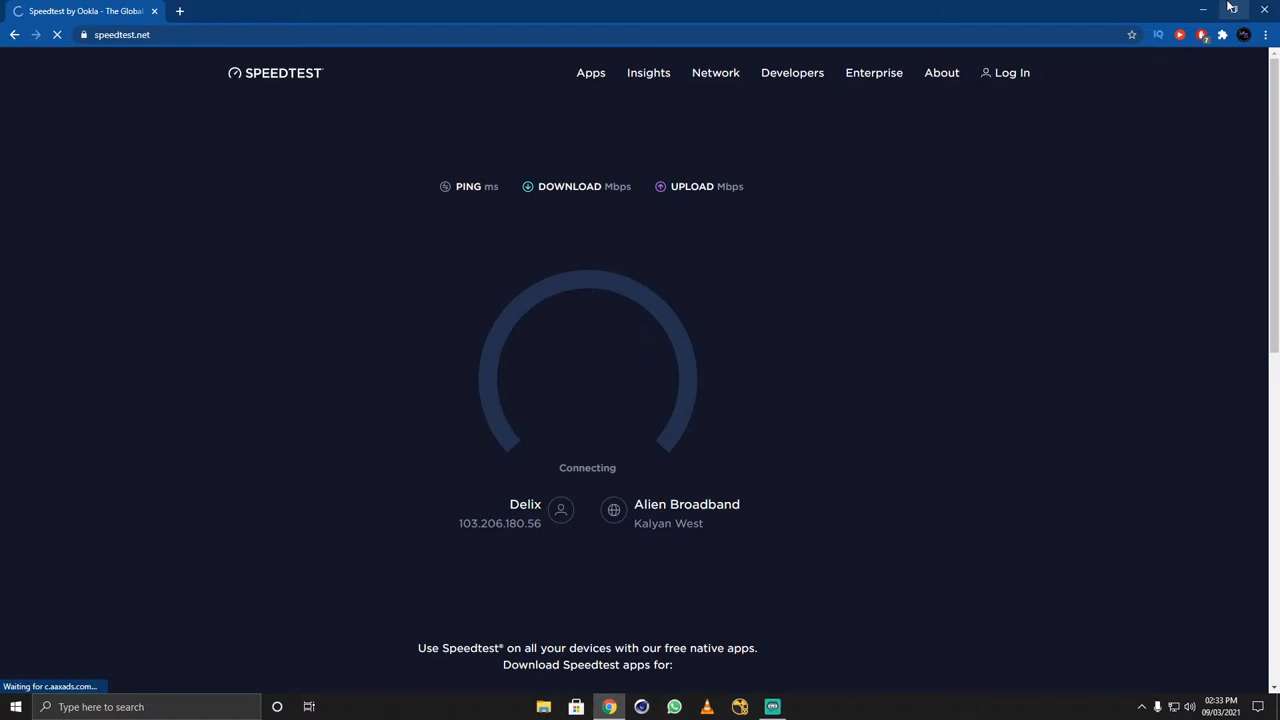 Speedtest by Ookla - The Global
speedtest.net
IQ
SPEEDTEST
Apps
Insights
Network
Developers
Enterprise
About
Log In
PING ms
DOWNLOAD Mbps
UPLOAD Mbps
Connecting
Delix
103.206.180.56
Alien Broadband
Kalyan West
Use Speedtest® on all your devices with our free native apps.
Download Speedtest apps for:
Waiting for c.aaxads.com...
Type here to search
02:33 PM
09/03/2021